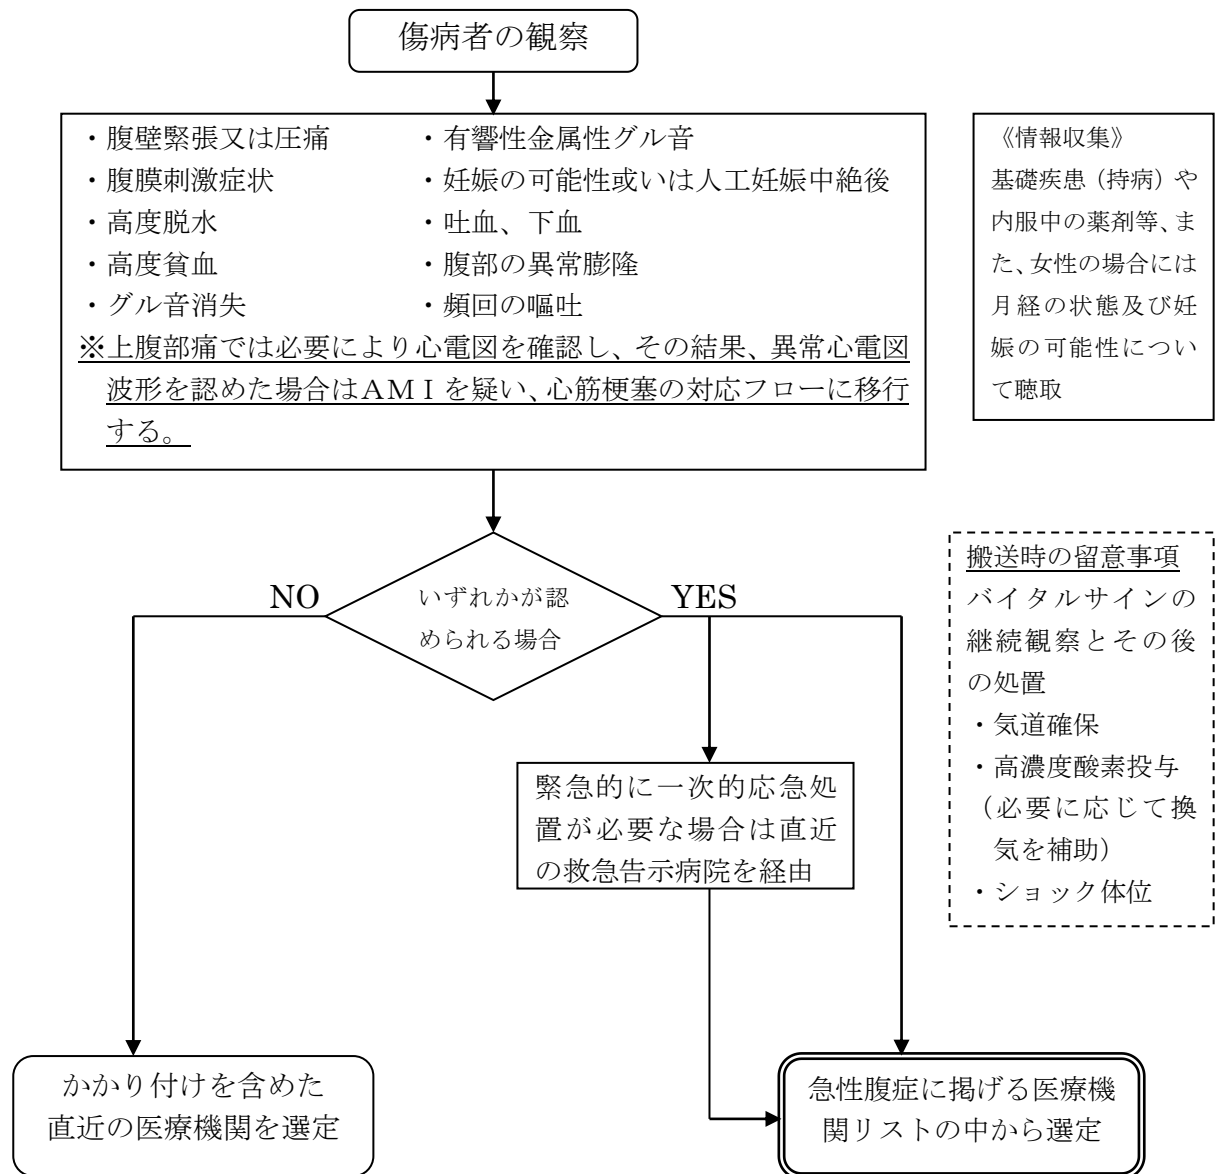 傷病者の観察
・腹壁緊張又は圧痛
・有響性金属性グル音
・腹膜刺激症状
・妊娠の可能性或いは人工妊娠中絶後
・高度脱水
・吐血、下血
・高度貧血
・腹部の異常膨隆
・グル音消失
・頻回の嘔吐
※上腹部痛では必要により心電図を確認し、その結果、異常心電図
波形を認めた場合はAMIを疑い、心筋梗塞の対応フローに移行
する。
《情報収集》
基礎疾患（持病）や
内服中の薬剤等、ま
た、女性の場合には
月経の状態及び妊
娠の可能性につい
て聴取
NO
いずれかが認
められる場合
YES
搬送時の留意事項
バイタルサインの
継続観察とその後
の処置
・気道確保
・高濃度酸素投与
（必要に応じて換
気を補助）
・ショック体位
緊急的に一次的応急処
置が必要な場合は直近
の救急告示病院を経由
かかり付けを含めた
直近の医療機関を選定
急性腹症に掲げる医療機
関リストの中から選定